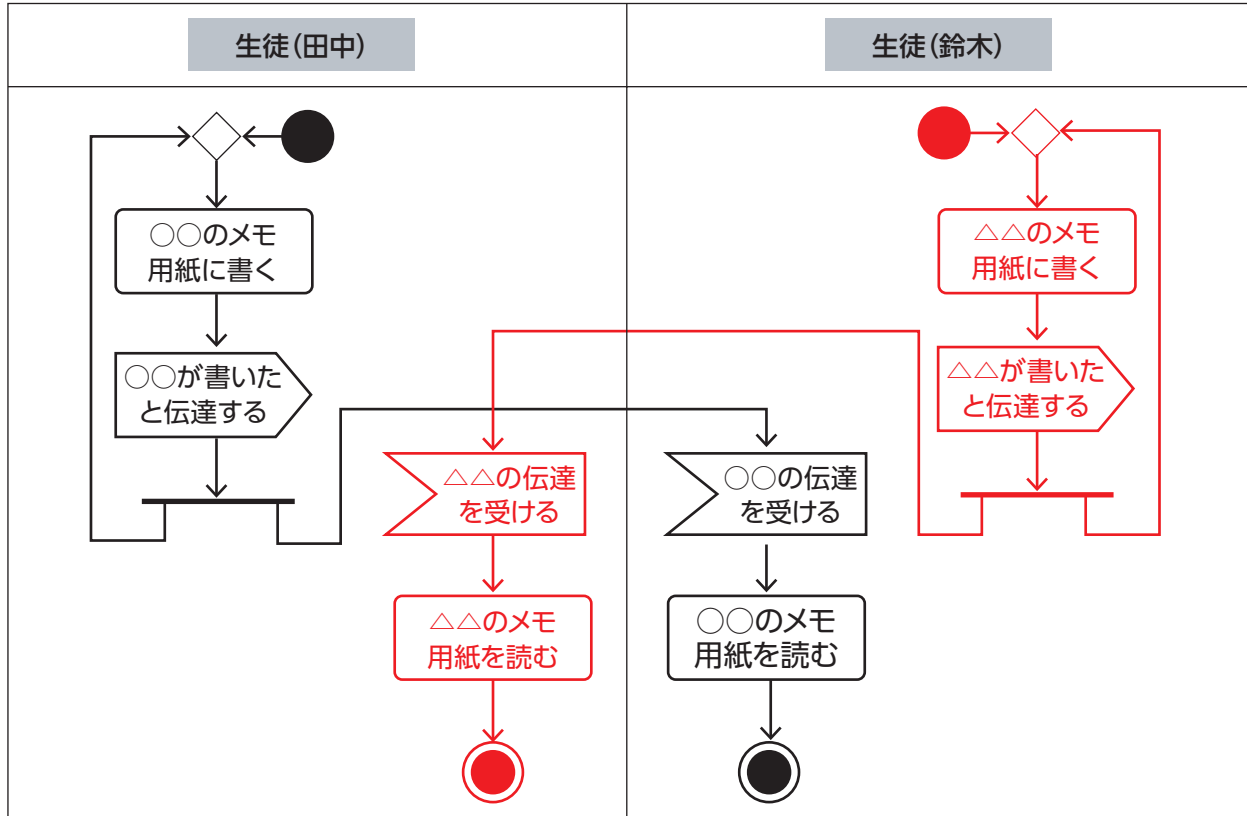 生徒(田中)
生徒(鈴木)
○○のメモ
用紙に書く
○○が書いた
と伝達する
△△の伝達
を受ける
△△のメモ
用紙を読む
△△のメモ
用紙に書く
△△が書いた
と伝達する
○○の伝達
を受ける
○○のメモ
用紙を読む